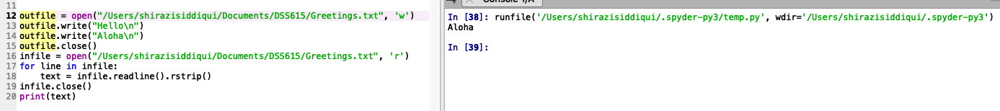 11
12 outfile = open("/Users/shirazisiddiqui/Documents/DSS615/Greetings.txt", 'w')
13 outfile.write("Hello\n")
14 outfile.write("Aloha\n")
15 outfile.close()
16 infile = open("/Users/shirazisiddiqui/Documents/DSS615/Greetings.txt", 'r')
17 for line in infile:
18     text = infile.readline().rstrip()
19 infile.close()
20 print(text)
Console 1/A
In [38]: runfile('/Users/shirazisiddiqui/.spyder-py3/temp.py', wdir='/Users/shirazisiddiqui/.spyder-py3')
Aloha
In [39]: